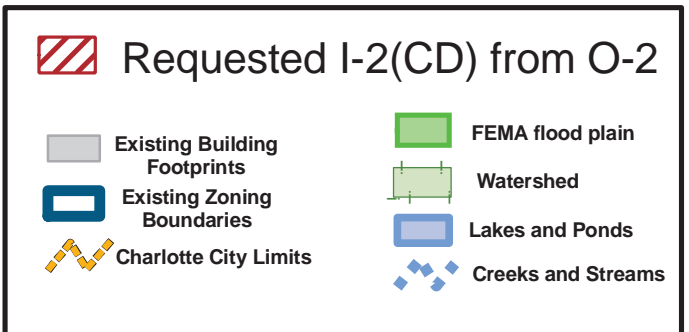 Requested I-2(CD) from O-2
Existing Building
Footprints
Existing Zoning
Boundaries
Charlotte City Limits
FEMA flood plain
Watershed
Lakes and Ponds
Creeks and Streams